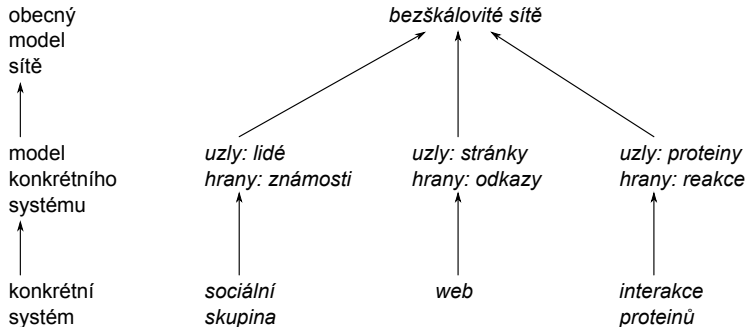 obecný
model
sítě
bezškálovité sítě
model
konkrétního
systému
uzly: lidé
hrany: známosti
uzly: stránky
hrany: odkazy
uzly: proteiny
hrany: reakce
konkrétní
systém
sociální
skupina
web
interakce
proteinů